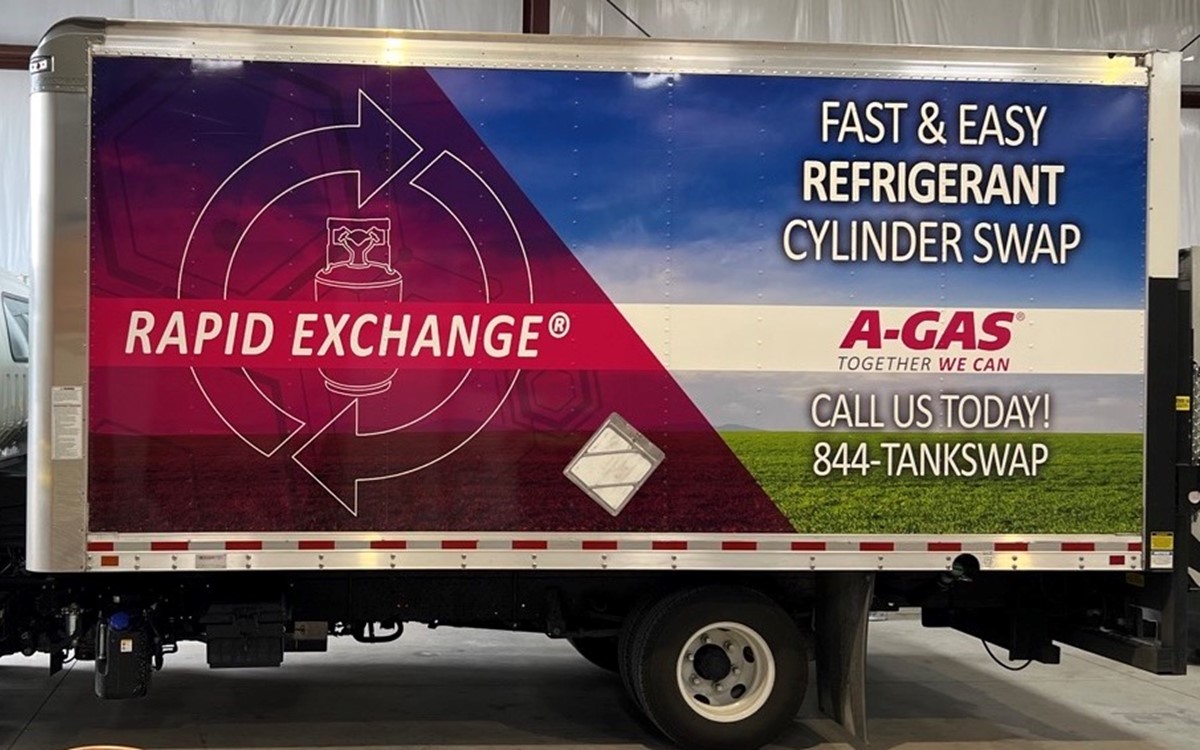 RAPID EXCHANGE®
FAST & EASY
REFRIGERANT
CYLINDER SWAP
A-GAS®
TOGETHER WE CAN
CALL US TODAY!
844-TANKSWAP